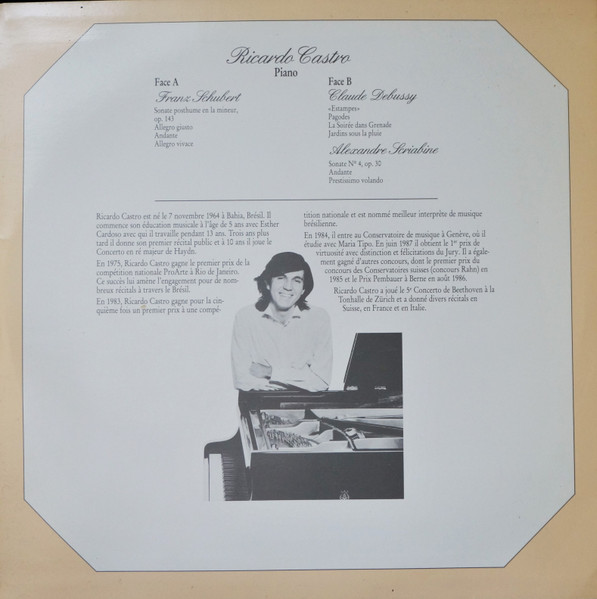 Ricardo Castro
Piano
Face A
Franz Schubert
Sonate posthume en la mineur,
op. 143
Allegro giusto
Andante
Allegro vivace
Face B
Claude Debussy
«Estampes»
Pagodes
La Soirée dans Grenade
Jardins sous la pluie
Alexandre Scriabine
Sonate Nº 4, op. 30
Andante
Prestissimo volando
Ricardo Castro est né le 7 novembre 1964 à Bahia, Brésil. Il
commence son éducation musicale à l'âge de 5 ans avec Esther
Cardoso avec qui il travaille pendant 13 ans. Trois ans plus
tard il donne son premier récital public et à 10 ans il joue le
Concerto en ré majeur de Haydn.
En 1975, Ricardo Castro gagne le premier prix de la
compétition nationale ProArte à Rio de Janeiro.
Ce succès lui amène l'engagement pour de nom-
breux récitals à travers le Brésil.
En 1983, Ricardo Castro gagne pour la cin-
quième fois un premier prix à une compé-
tition nationale et est nommé meilleur interprète de musique
brésilienne.
En 1984, il entre au Conservatoire de musique à Genève, où il
étudie avec Maria Tipo. En juin 1987 il obtient le 1er prix de
virtuosité avec distinction et félicitations du Jury. Il a égale-
ment gagné d'autres concours, dont le premier prix du
concours des Conservatoires suisses (concours Rahn) en
1985 et le Prix Pembauer à Berne en août 1986.
Ricardo Castro a joué le 5e Concerto de Beethoven à la
Tonhalle de Zürich et a donné divers récitals en
Suisse, en France et en Italie.